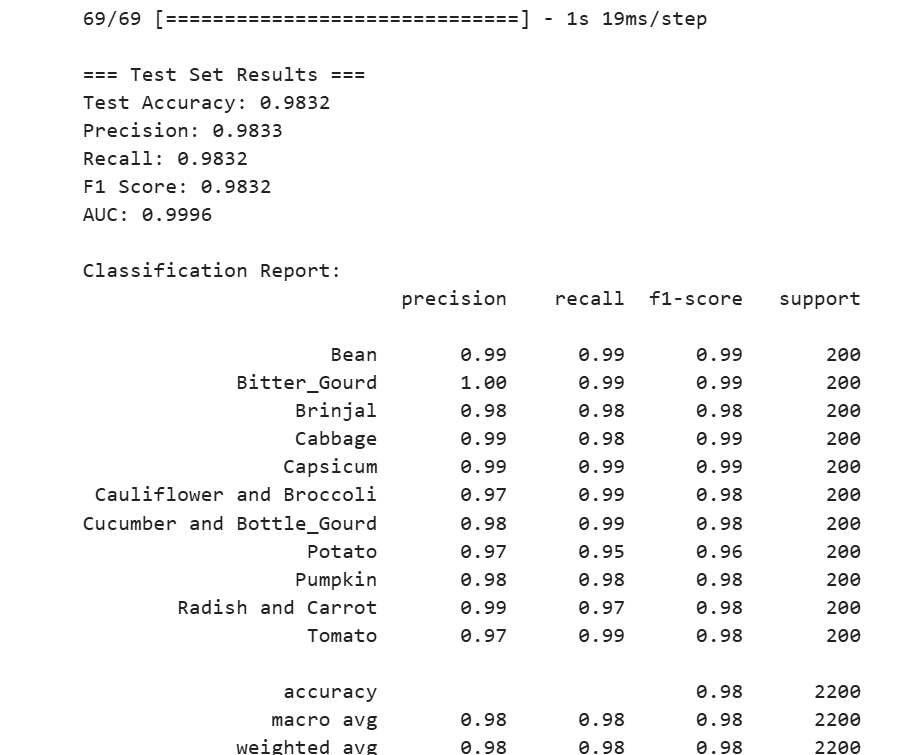 69/69 [==============================] - 1s 19ms/step
=== Test Set Results ===
Test Accuracy: 0.9832
Precision: 0.9833
Recall: 0.9832
F1 Score: 0.9832
AUC: 0.9996
Classification Report:
precision recall f1-score support
Bean 0.99 0.99 0.99 200
Bitter_Gourd 1.00 0.99 0.99 200
Brinjal 0.98 0.98 0.98 200
Cabbage 0.99 0.98 0.99 200
Capsicum 0.99 0.99 0.99 200
Cauliflower and Broccoli 0.97 0.99 0.98 200
Cucumber and Bottle_Gourd 0.98 0.99 0.98 200
Potato 0.97 0.95 0.96 200
Pumpkin 0.98 0.98 0.98 200
Radish and Carrot 0.99 0.97 0.98 200
Tomato 0.97 0.99 0.98 200
accuracy 0.98 2200
macro avg 0.98 0.98 0.98 2200
weighted avg 0.98 0.98 0.98 2200